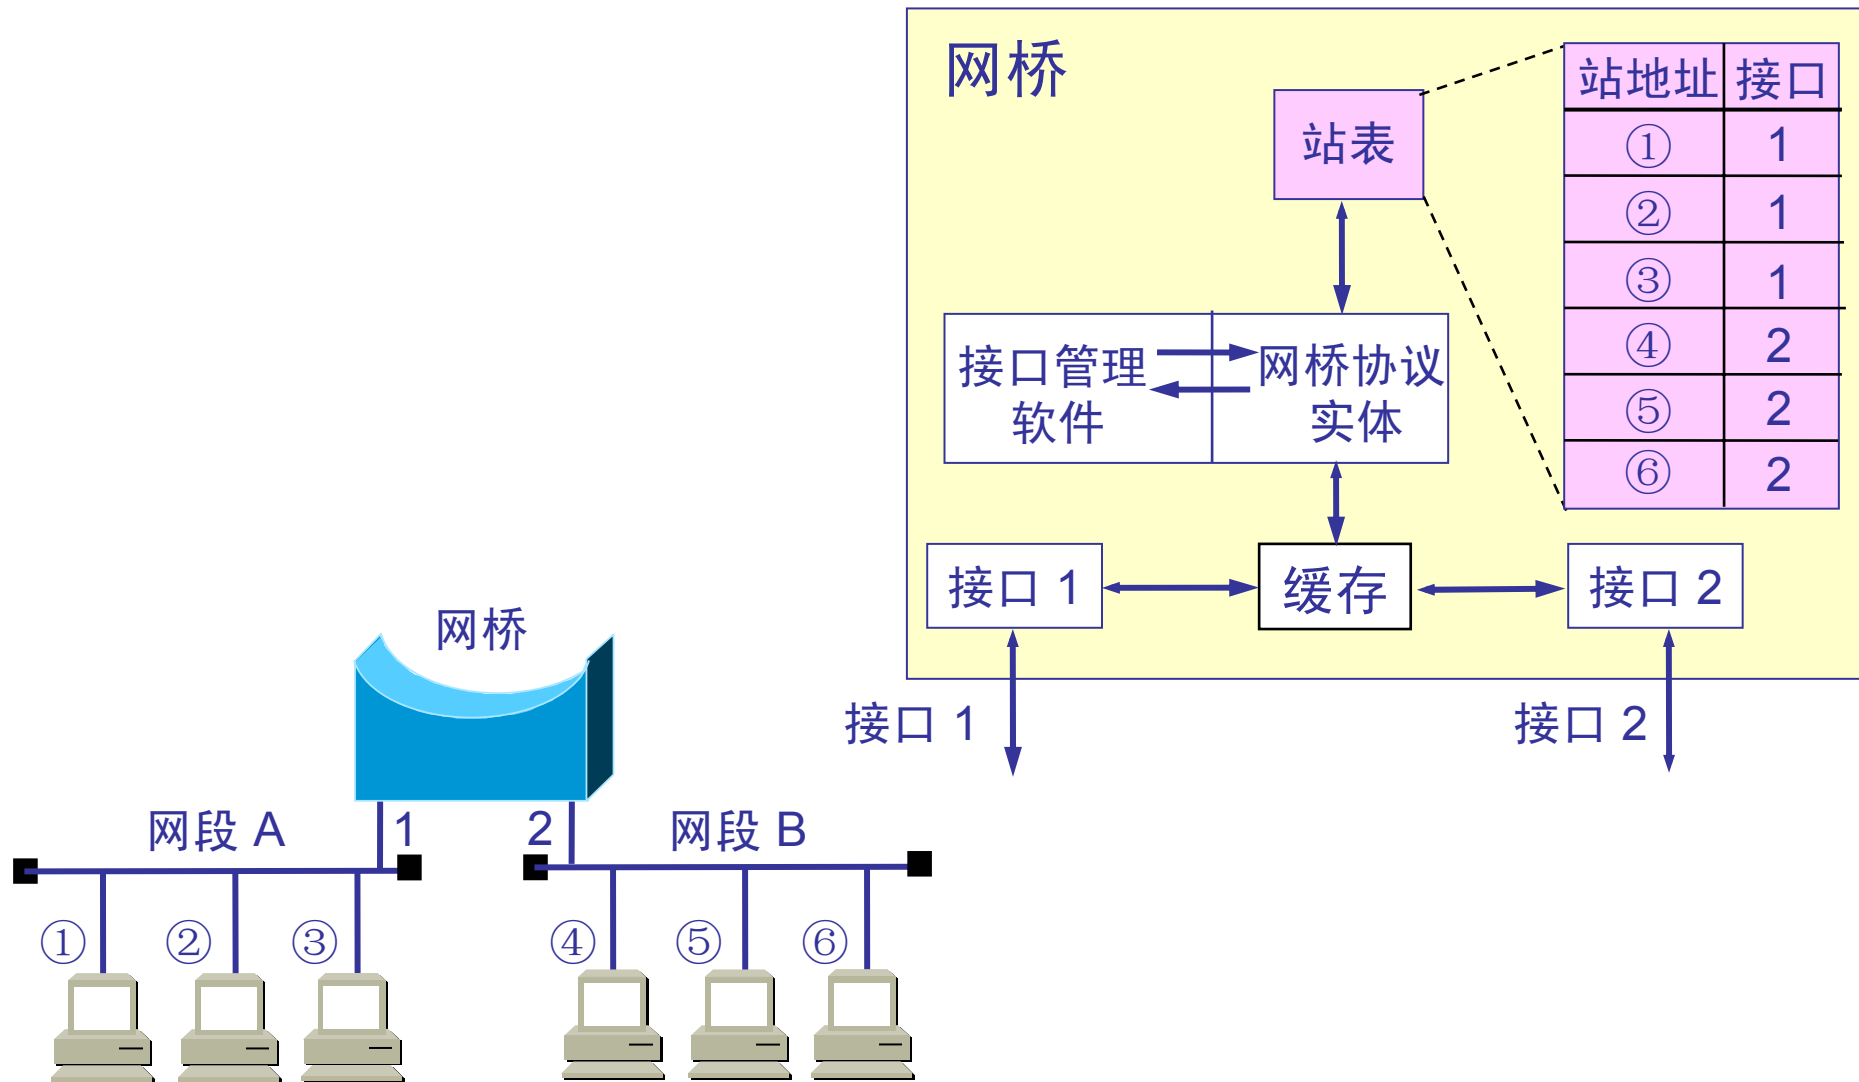 网桥
站表
站地址 接口
① 1
② 1
③ 1
④ 2
⑤ 2
⑥ 2
接口管理
软件
网桥协议
实体
接口 1
缓存
接口 2
接口 1
接口 2
网桥
网段 A
1
2
网段 B
①
②
③
④
⑤
⑥